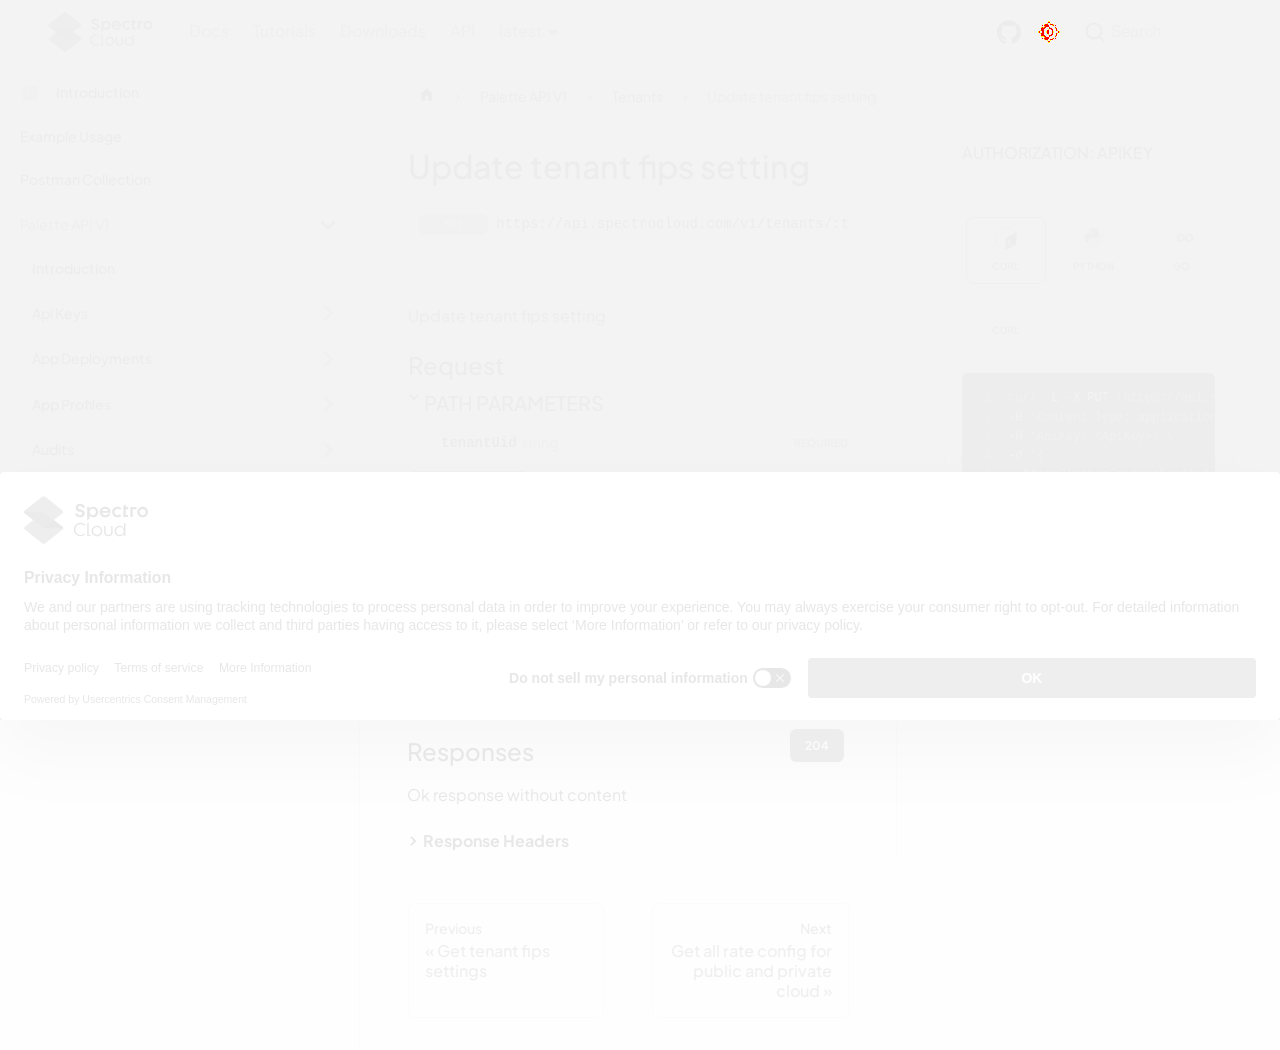 Spectro Cloud
Docs Tutorials Downloads API latest
Search
Introduction
Example Usage
Postman Collection
Palette API V1
Introduction
Api Keys
App Deployments
App Profiles
Audits
Palette API V1
Tenants
Update tenant fips setting
Update tenant fips setting
https://api.spectrocloud.com/v1/tenants/:t
Update tenant fips setting
Request
PATH PARAMETERS
tenantUid string
REQUIRED
AUTHORIZATION: APIKEY
CURL PYTHON GO
CURL
Spectro Cloud
Privacy Information
We and our partners are using tracking technologies to process personal data in order to improve your experience. You may always exercise your consumer right to opt-out. For detailed information
about personal information we collect and third parties having access to it, please select ‘More Information’ or refer to our privacy policy.
Privacy policy Terms of service More Information
Powered by Usercentrics Consent Management
Do not sell my personal information
OK
Responses
204
Ok response without content
Response Headers
Previous
« Get tenant fips
settings
Next
Get all rate config for
public and private
cloud »